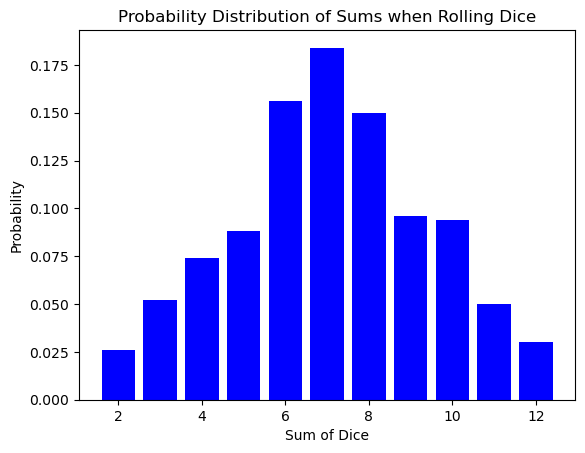 Probability Distribution of Sums when Rolling Dice
0.175
0.150
0.125
0.100
0.075
0.050
0.025
0.000
Probability
2 4 6 8 10 12
Sum of Dice